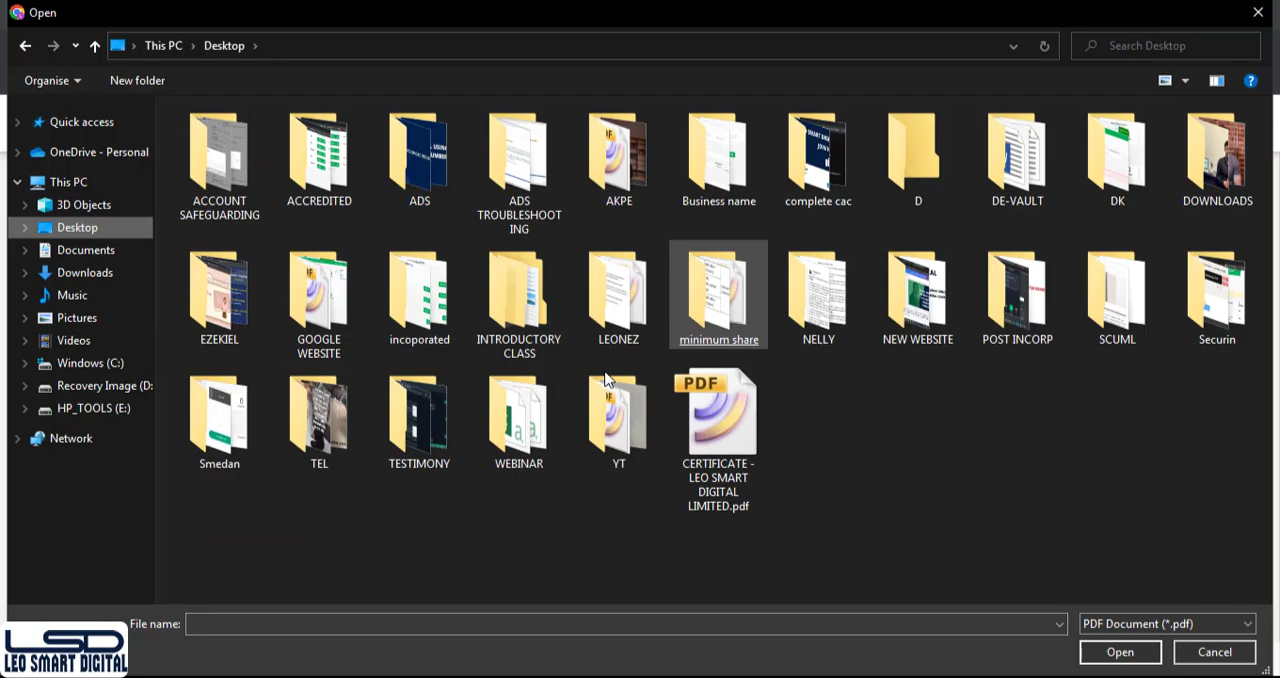 Open
This PC
Desktop
Search Desktop
Organise
New folder
Quick access
OneDrive - Personal
This PC
3D Objects
Desktop
Documents
Downloads
Music
Pictures
Videos
Windows (C:)
Recovery Image (D:
HP_TOOLS (E:)
Network
ACCOUNT
SAFEGUARDING
ACCREDITED
ADS
ADS
TROUBLESHOOT
ING
AKPE
Business name
complete cac
D
DE-VAULT
DK
DOWNLOADS
EZEKIEL
GOOGLE
WEBSITE
incoporated
INTRODUCTORY
CLASS
LEONEZ
minimum share
NELLY
NEW WEBSITE
POST INCORP
SCUML
Securin
Smedan
TEL
TESTIMONY
WEBINAR
YT
PDF
CERTIFICATE -
LEO SMART
DIGITAL
LIMITED.pdf
File name:
PDF Document (*.pdf)
Open
Cancel
LSD
LEO SMART DIGITAL